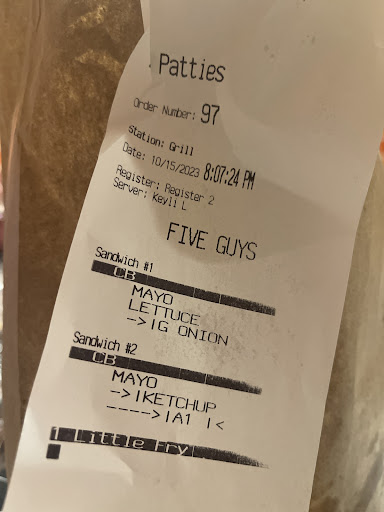 Patties
Order Number: 97
Station: Grill
Date: 10/15/2023 8:07:24 PM
Register: Register 2
Server: Keyli L
FIVE GUYS
Sandwich #1
CB
MAYO
LETTUCE
->|G ONION
Sandwich #2
CB
MAYO
->|KETCHUP
---->|A1 |<
1 Little Fry